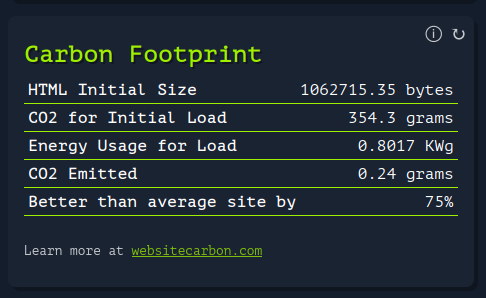 Carbon Footprint
HTML Initial Size 1062715.35 bytes
CO2 for Initial Load 354.3 grams
Energy Usage for Load 0.8017 KWg
CO2 Emitted 0.24 grams
Better than average site by 75%
Learn more at websitecarbon.com